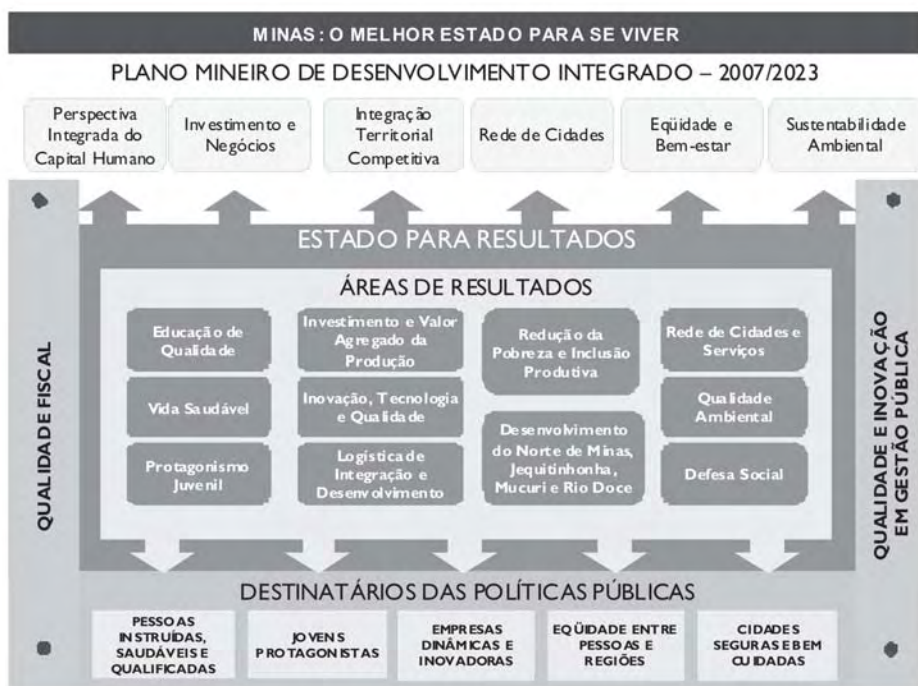 MINAS: O MELHOR ESTADO PARA SE VIVER
PLANO MINEIRO DE DESENVOLVIMENTO INTEGRADO – 2007/2023
Perspectiva
Integrada do
Capital Humano
Investimento e
Negócios
Integração
Territorial
Competitiva
Rede de Cidades
Eqüidade e
Bem-estar
Sustentabilidade
Ambiental
ESTADO PARA RESULTADOS
ÁREAS DE RESULTADOS
Educação de
Qualidade
Vida Saudável
Protagonismo
Juvenil
Investimento e Valor
Agregado da
Produção
Inovação, Tecnologia
e Qualidade
Logística de
Integração e
Desenvolvimento
Redução da
Pobreza e Inclusão
Produtiva
Desenvolvimento
do Norte de Minas,
Jequitinhonha,
Mucuri e Rio Doce
Rede de Cidades e
Serviços
Qualidade
Ambiental
Defesa Social
QUALIDADE FISCAL
QUALIDADE E INOVAÇÃO
EM GESTÃO PÚBLICA
DESTINATÁRIOS DAS POLÍTICAS PÚBLICAS
PESSOAS
INSTRUÍDAS,
SAUDÁVEIS E
QUALIFICADAS
JOVENS
PROTAGONISTAS
EMPRESAS
DINÂMICAS E
INOVADORAS
EQÜIDADE ENTRE
PESSOAS E
REGIÕES
CIDADES
SEGURAS E BEM
CUIDADAS